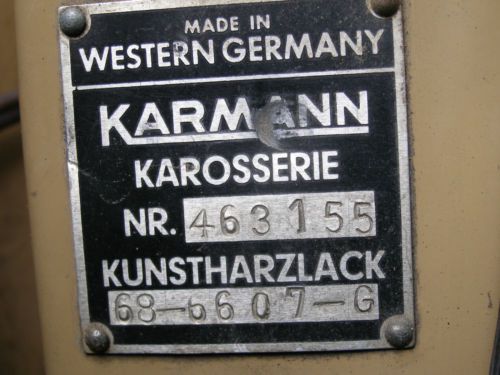 MADE IN
WESTERN GERMANY
KARMANN
KAROSSERIE
NR. 463155
KUNSTHARZLACK
68-6607-G